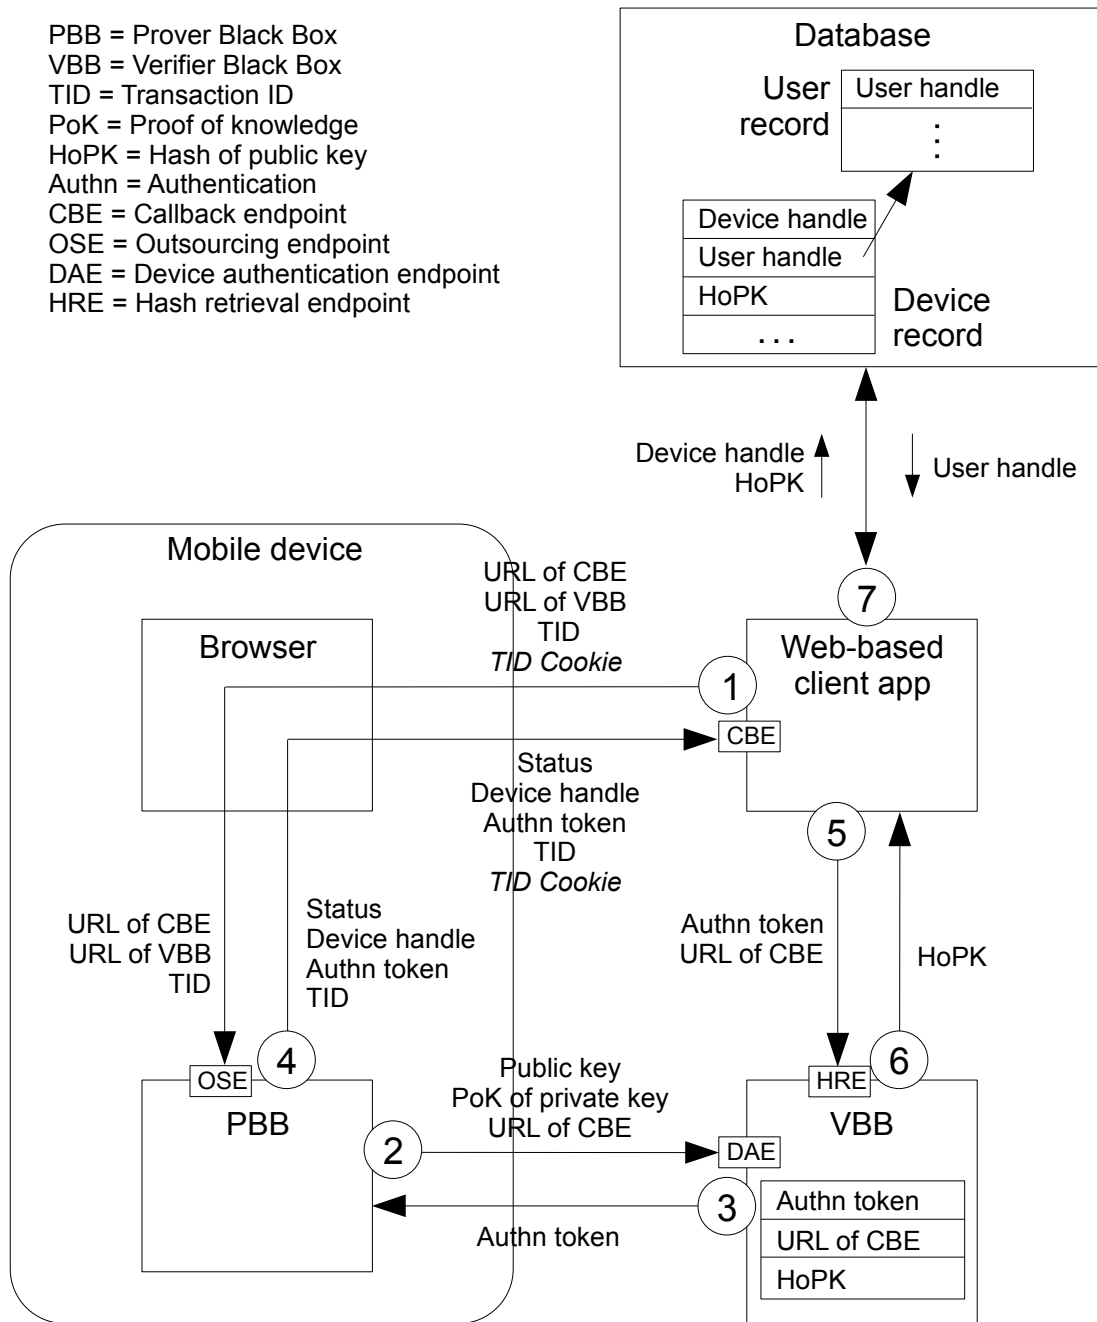 PBB = Prover Black Box
VBB = Verifier Black Box
TID = Transaction ID
PoK = Proof of knowledge
HoPK = Hash of public key
Authn = Authentication
CBE = Callback endpoint
OSE = Outsourcing endpoint
DAE = Device authentication endpoint
HRE = Hash retrieval endpoint
Database
User
record
User handle
⋮
Device handle
User handle
HoPK
. . .
Device
record
Device handle
HoPK
User handle
Mobile device
URL of CBE
URL of VBB
TID
TID Cookie
7
Browser
Web-based
client app
1
CBE
Status
Device handle
Authn token
TID
TID Cookie
5
URL of CBE
URL of VBB
TID
Status
Device handle
Authn token
TID
Authn token
URL of CBE
HoPK
4
6
OSE
HRE
PBB
VBB
Public key
PoK of private key
URL of CBE
2
DAE
3
Authn token
Authn token
URL of CBE
HoPK